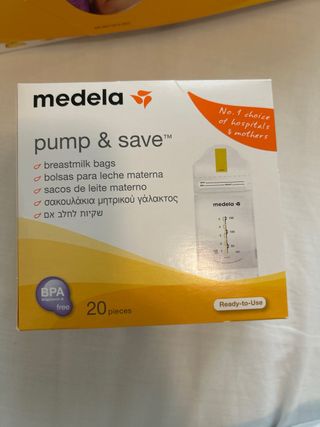 medela
No. 1 choice
of hospitals
& mothers
pump & save™
breastmilk bags
bolsas para leche materna
sacos de leite materno
σακουλάκια μητρικού γάλακτος
שקיות לחלב אם
medela
BPA
free
20 pieces
Ready-to-Use